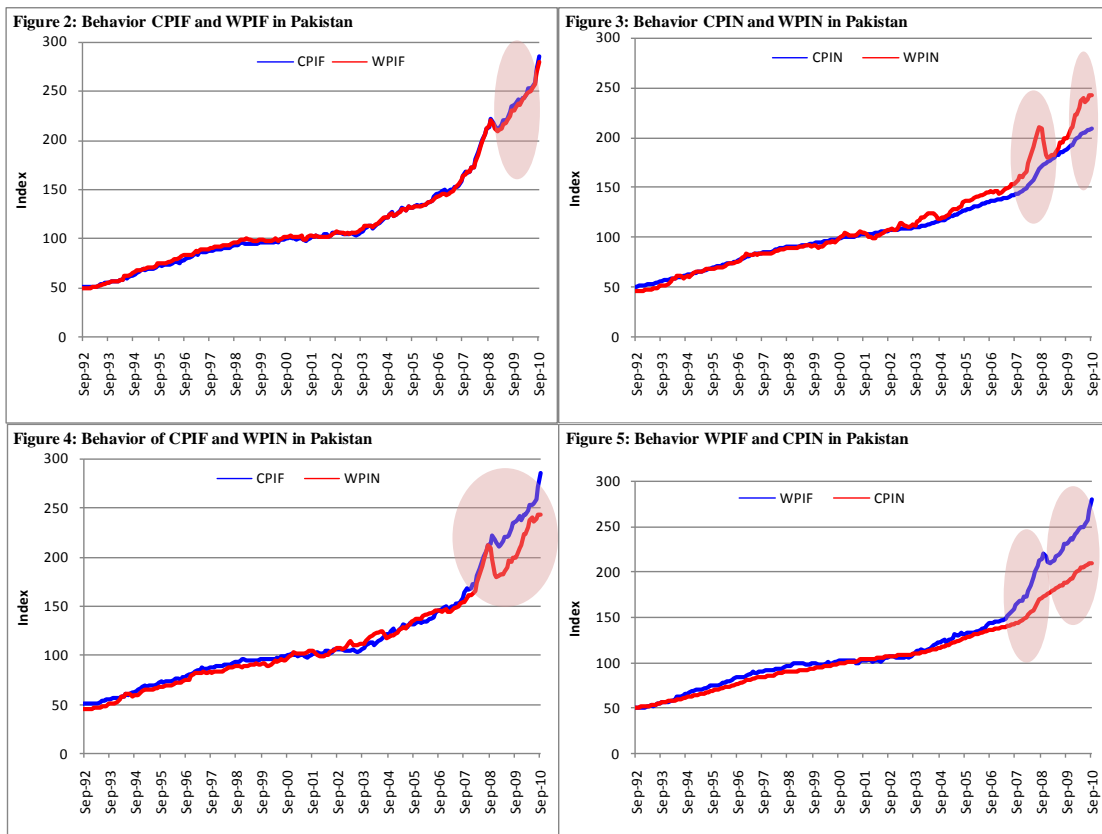 Figure 2: Behavior CPIF and WPIF in Pakistan
300
250
200
150
100
50
0
Index
CPIF
WPIF
Sep-92
Sep-93
Sep-94
Sep-95
Sep-96
Sep-97
Sep-98
Sep-99
Sep-00
Sep-01
Sep-02
Sep-03
Sep-04
Sep-05
Sep-06
Sep-07
Sep-08
Sep-09
Sep-10
Figure 3: Behavior CPIN and WPIN in Pakistan
300
250
200
150
100
50
0
Index
CPIN
WPIN
Sep-92
Sep-93
Sep-94
Sep-95
Sep-96
Sep-97
Sep-98
Sep-99
Sep-00
Sep-01
Sep-02
Sep-03
Sep-04
Sep-05
Sep-06
Sep-07
Sep-08
Sep-09
Sep-10
Figure 4: Behavior of CPIF and WPIN in Pakistan
300
250
200
150
100
50
0
Index
CPIF
WPIN
Sep-92
Sep-93
Sep-94
Sep-95
Sep-96
Sep-97
Sep-98
Sep-99
Sep-00
Sep-01
Sep-02
Sep-03
Sep-04
Sep-05
Sep-06
Sep-07
Sep-08
Sep-09
Sep-10
Figure 5: Behavior WPIF and CPIN in Pakistan
300
250
200
150
100
50
0
Index
WPIF
CPIN
Sep-92
Sep-93
Sep-94
Sep-95
Sep-96
Sep-97
Sep-98
Sep-99
Sep-00
Sep-01
Sep-02
Sep-03
Sep-04
Sep-05
Sep-06
Sep-07
Sep-08
Sep-09
Sep-10